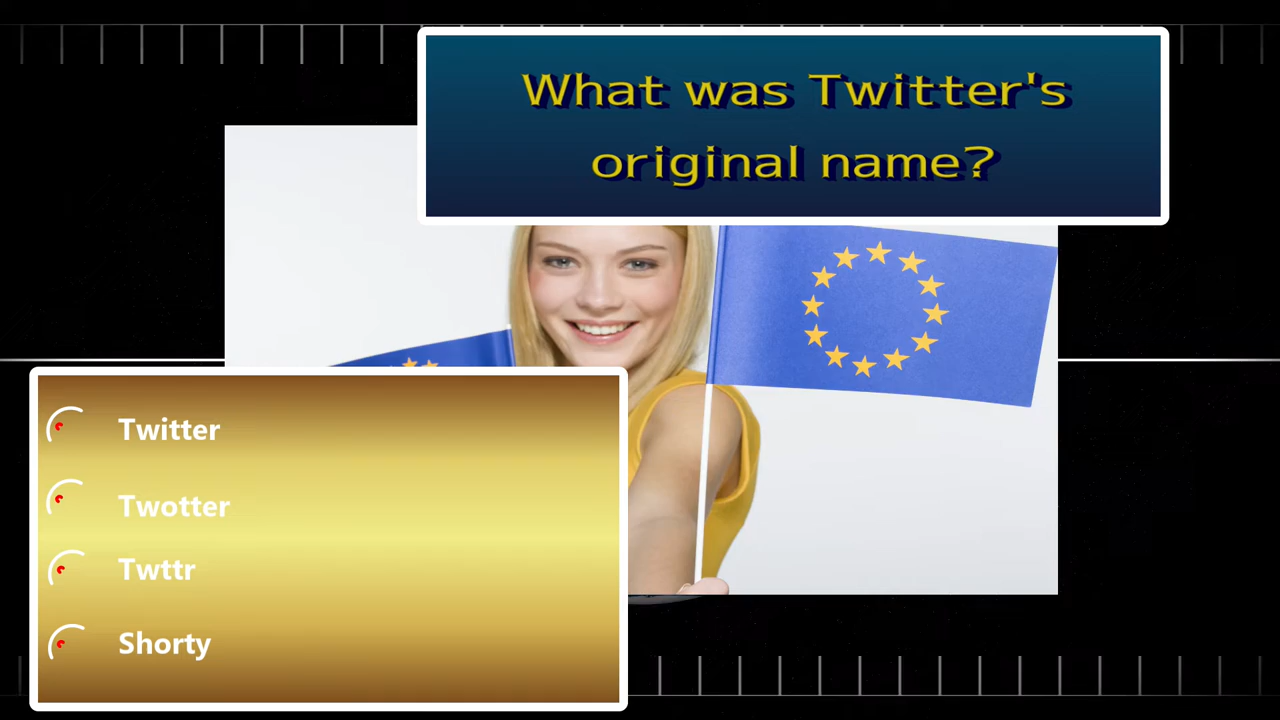 What was Twitter's
original name?
Twitter
Twotter
Twttr
Shorty